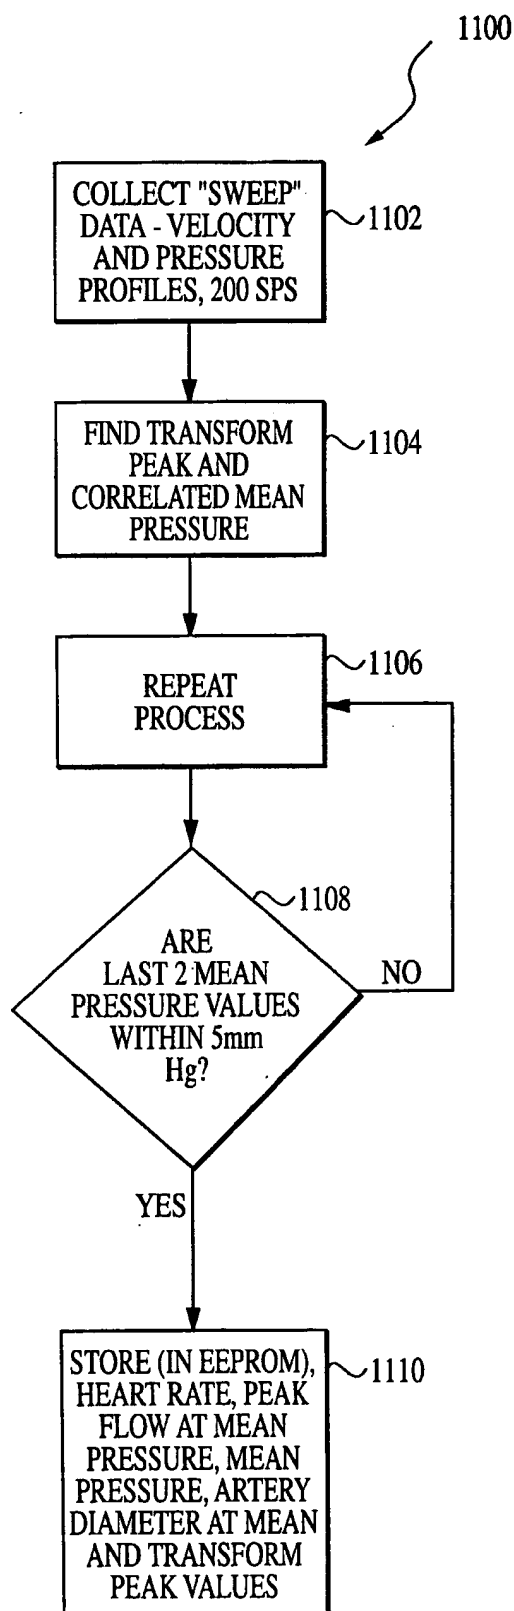 1100
COLLECT "SWEEP"
DATA - VELOCITY
AND PRESSURE
PROFILES, 200 SPS
1102
FIND TRANSFORM
PEAK AND
CORRELATED MEAN
PRESSURE
1104
REPEAT
PROCESS
1106
ARE
LAST 2 MEAN
PRESSURE VALUES
WITHIN 5mm
Hg?
1108
NO
YES
STORE (IN EEPROM),
HEART RATE, PEAK
FLOW AT MEAN
PRESSURE, MEAN
PRESSURE, ARTERY
DIAMETER AT MEAN
AND TRANSFORM
PEAK VALUES
1110